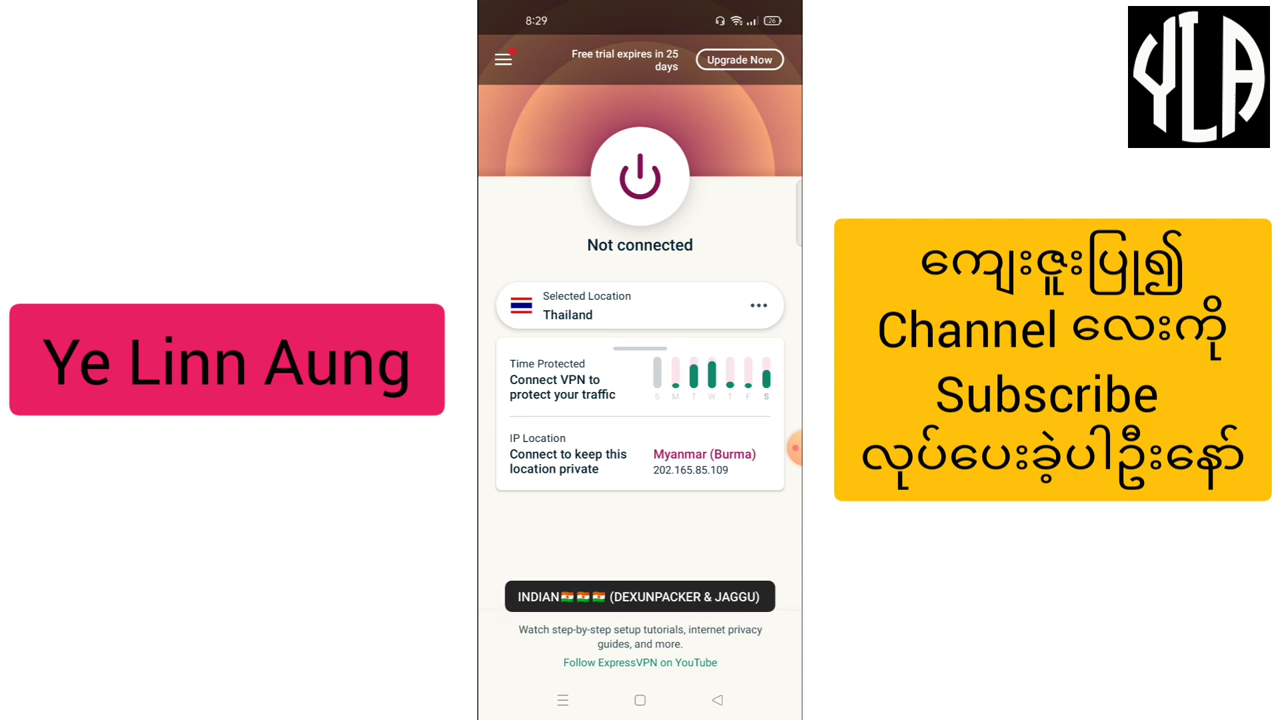 8:29
26
Free trial expires in 25
days
Upgrade Now
YLA
Not connected
Selected Location
Thailand
Ye Linn Aung
ကျေးဇူးပြု၍
Channel လေးကို
Subscribe
လုပ်ပေးခဲ့ပါဦးနော်
Time Protected
Connect VPN to
protect your traffic
S M T W T F S
IP Location
Connect to keep this
location private
Myanmar (Burma)
202.165.85.109
INDIAN🇮🇳🇮🇳🇮🇳 (DEXUNPACKER & JAGGU)
Watch step-by-step setup tutorials, internet privacy
guides, and more.
Follow ExpressVPN on YouTube